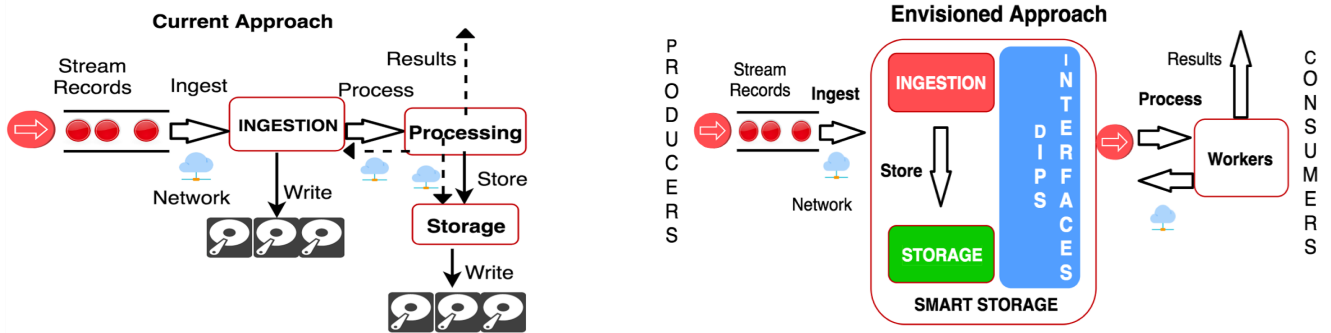 Current Approach
Stream
Records
Ingest
INGESTION
Network
Write
Process
Results
Processing
Store
Storage
Write
Envisioned Approach
PRODUCERS
Stream
Records
Ingest
Network
INGESTION
Store
STORAGE
DIPS
INTERFACES
SMART STORAGE
Process
Results
Workers
CONSUMERS